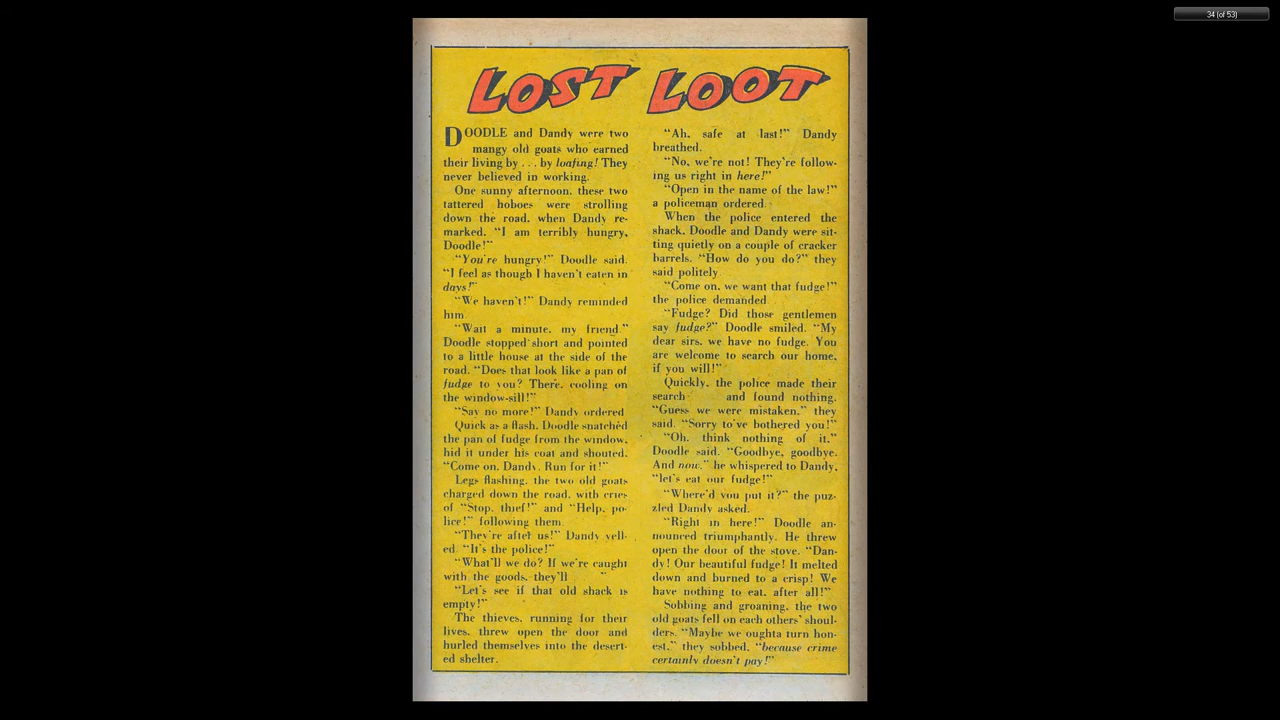 34 (of 53)
LOST LOOT
DOODLE and Dandy were two
mangy old goats who earned
their living by . . . by loafing! They
never believed in working.
One sunny afternoon, these two
tattered hoboes were strolling
down the road, when Dandy re-
marked, "I am terribly hungry,
Doodle!"
"You're hungry!" Doodle said.
"I feel as though I haven't eaten in
days!"
"We haven't!" Dandy reminded
him.
"Wait a minute, my friend."
Doodle stopped short and pointed
to a little house at the side of the
road. "Does that look like a pan of
fudge to you? There, cooling on
the window-sill!"
"Say no more!" Dandy ordered.
Quick as a flash, Doodle snatched
the pan of fudge from the window,
hid it under his coat and shouted,
"Come on, Dandy. Run for it!"
Legs flashing, the two old goats
charged down the road, with cries
of "Stop, thief!" and "Help, po-
lice!" following them.
"They're after us!" Dandy yell-
ed. "It's the police!"
"What'll we do? If we're caught
with the goods, they'll "
"Let's see if that old shack is
empty!"
The thieves, running for their
lives, threw open the door and
hurled themselves into the desert-
ed shelter.
"Ah, safe at last!" Dandy
breathed.
"No, we're not! They're follow-
ing us right in here!"
"Open in the name of the law!"
a policeman ordered.
When the police entered the
shack, Doodle and Dandy were sit-
ting quietly on a couple of cracker
barrels. "How do you do?" they
said politely.
"Come on, we want that fudge!"
the police demanded
"Fudge? Did those gentlemen
say fudge?" Doodle smiled. "My
dear sirs, we have no fudge. You
are welcome to search our home,
if you will!"
Quickly, the police made their
search and found nothing.
"Guess we were mistaken," they
said. "Sorry to've bothered you!"
"Oh, think nothing of it,"
Doodle said. "Goodbye, goodbye.
And now," he whispered to Dandy,
"let's eat our fudge!"
"Where'd you put it?" the puz-
zled Dandy asked.
"Right in here!" Doodle an-
nounced triumphantly. He threw
open the door of the stove. "Dan-
dy! Our beautiful fudge! It melted
down and burned to a crisp! We
have nothing to eat, after all!"
Sobbing and groaning, the two
old goats fell on each others' shoul-
ders. "Maybe we oughta turn hon-
est," they sobbed, "because crime
certainly doesn't pay!"